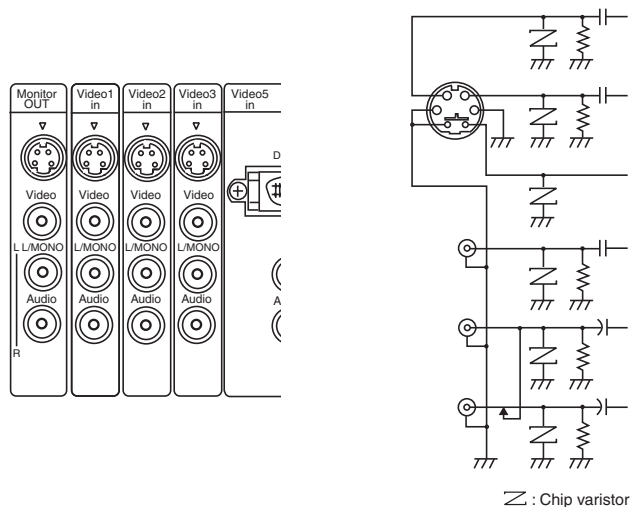 Monitor OUT
Video1 in
Video2 in
Video3 in
Video5 in
D
Video
Video
Video
Video
L L/MONO
L/MONO
L/MONO
L/MONO
Audio
Audio
Audio
Audio
A
R
: Chip varistor